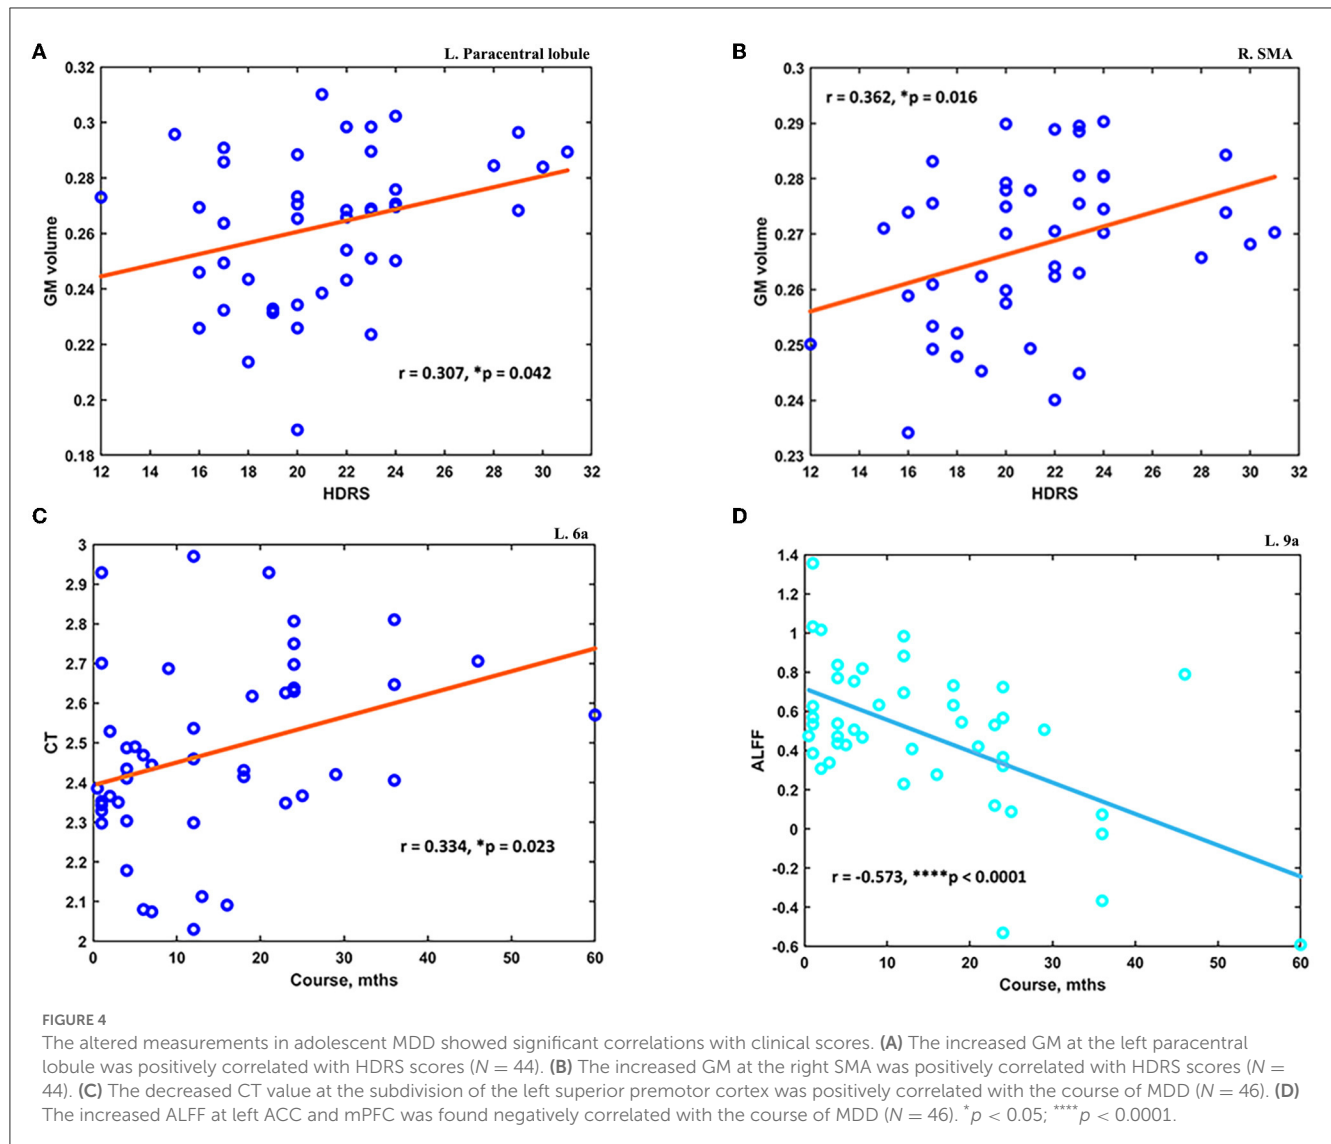 A
L. Paracentral lobule
0.32
0.3
0.28
0.26
0.24
0.22
0.2
0.18
GM volume
r = 0.307, *p = 0.042
12 14 16 18 20 22 24 26 28 30 32
HDRS
B
R. SMA
0.3
0.29
0.28
0.27
0.26
0.25
0.24
0.23
GM volume
r = 0.362, *p = 0.016
12 14 16 18 20 22 24 26 28 30 32
HDRS
C
L. 6a
3
2.9
2.8
2.7
2.6
2.5
2.4
2.3
2.2
2.1
2
CT
r = 0.334, *p = 0.023
0 10 20 30 40 50 60
Course, mths
D
L. 9a
1.4
1.2
1
0.8
0.6
0.4
0.2
0
-0.2
-0.4
-0.6
ALFF
r = -0.573, ****p < 0.0001
0 10 20 30 40 50 60
Course, mths
FIGURE 4
The altered measurements in adolescent MDD showed significant correlations with clinical scores. (A) The increased GM at the left paracentral
lobule was positively correlated with HDRS scores (N = 44). (B) The increased GM at the right SMA was positively correlated with HDRS scores (N =
44). (C) The decreased CT value at the subdivision of the left superior premotor cortex was positively correlated with the course of MDD (N = 46). (D)
The increased ALFF at left ACC and mPFC was found negatively correlated with the course of MDD (N = 46). *p < 0.05; ****p < 0.0001.